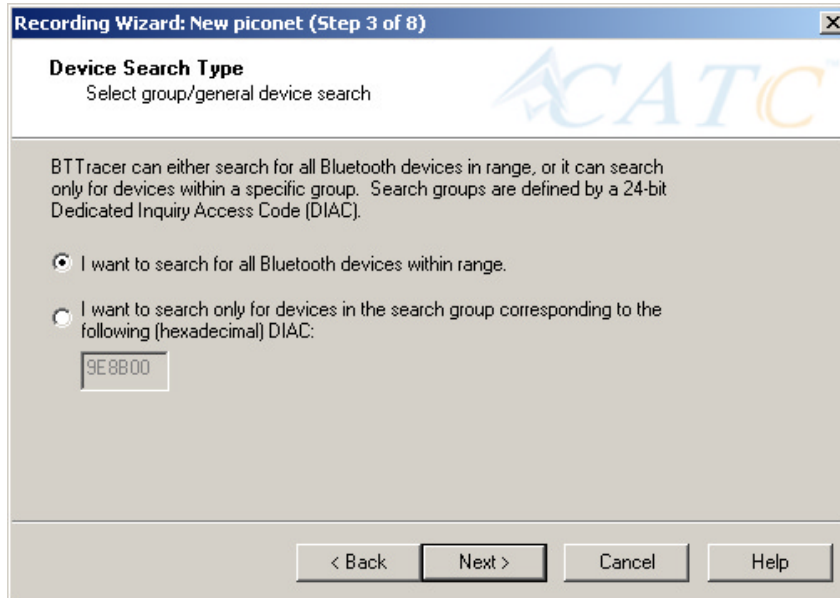 Recording Wizard: New piconet (Step 3 of 8)
Device Search Type
Select group/general device search
CATC
BTTracer can either search for all Bluetooth devices in range, or it can search
only for devices within a specific group.  Search groups are defined by a 24-bit
Dedicated Inquiry Access Code (DIAC).
I want to search for all Bluetooth devices within range.
I want to search only for devices in the search group corresponding to the
following (hexadecimal) DIAC:
9E8B00
< Back
Next >
Cancel
Help